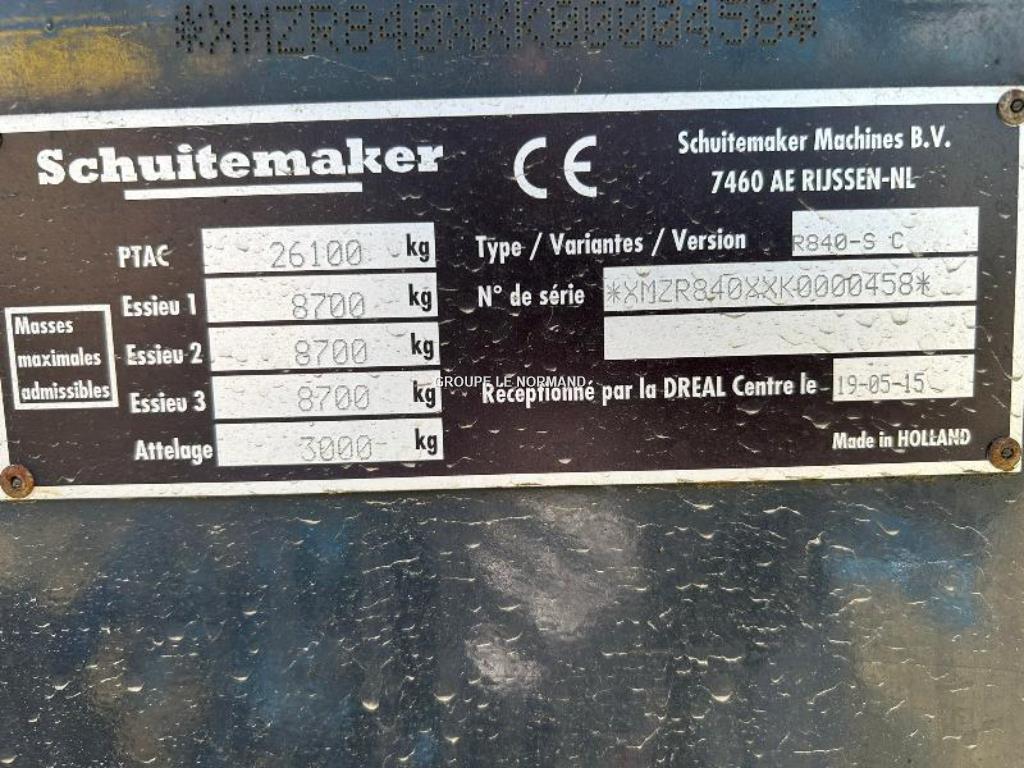 *XMZR840XXK0000458*
Schuitemaker
CE
Schuitemaker Machines B.V.
7460 AE RIJSSEN-NL
PTAC 26100 kg
Essieu 1 8700 kg
Essieu 2 8700 kg
Essieu 3 8700 kg
Attelage 3000 kg
Masses
maximales
admissibles
Type / Variantes / Version R840-S C
N° de série *XMZR840XXK0000458*
GROUPE LE NORMAND
Receptionné par la DREAL Centre le 19-05-15
Made in HOLLAND